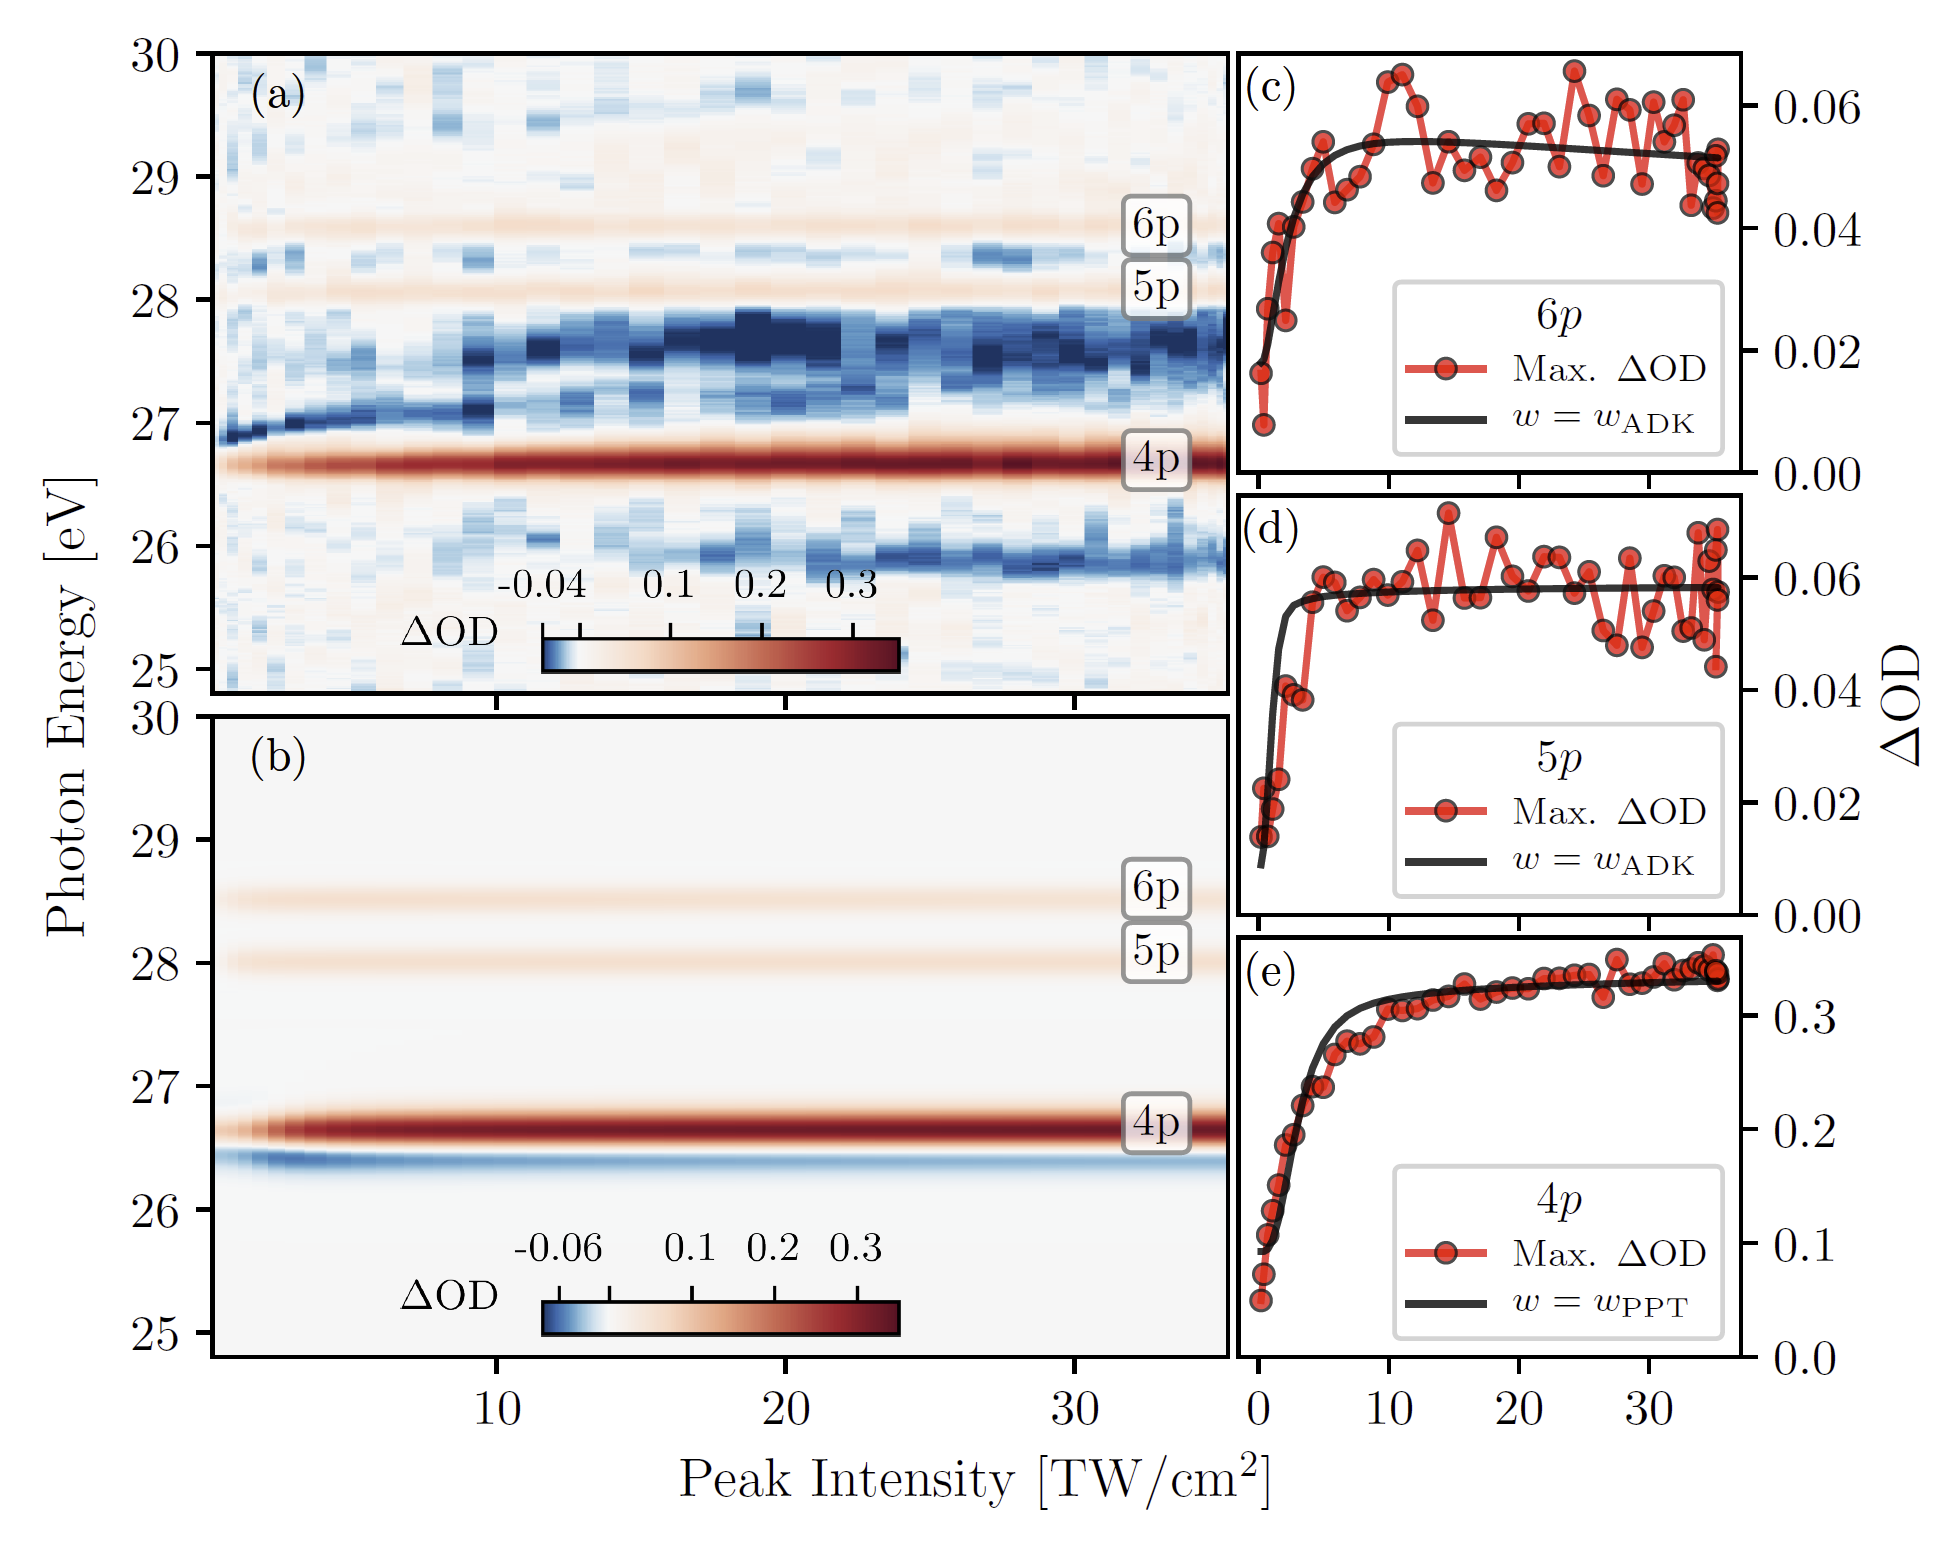 Photon Energy [eV]
30
29
28
27
26
25
(a)
6p
5p
4p
-0.04 0.1 0.2 0.3
ΔOD
30
29
28
27
26
25
(b)
6p
5p
4p
-0.06 0.1 0.2 0.3
ΔOD
10 20 30
Peak Intensity [TW/cm²]
(c)
6p
Max. ΔOD
w = w_ADK
0.06
0.04
0.02
0.00
(d)
5p
Max. ΔOD
w = w_ADK
0.06
0.04
0.02
0.00
ΔOD
(e)
4p
Max. ΔOD
w = w_PPT
0.3
0.2
0.1
0.0
0 10 20 30